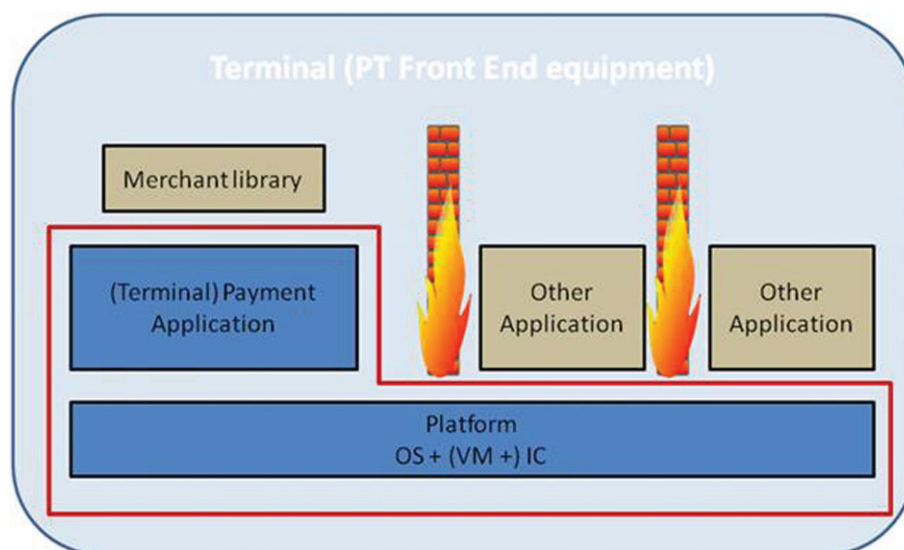 Terminal (PT Front End equipment)
Merchant library
(Terminal) Payment
Application
Other
Application
Other
Application
Platform
OS + (VM +) IC